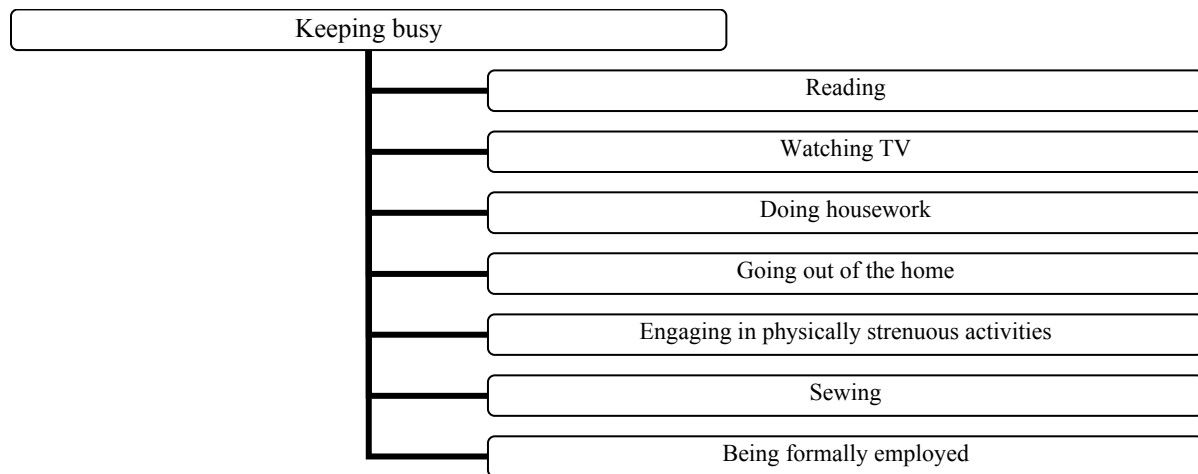 Keeping busy
Reading
Watching TV
Doing housework
Going out of the home
Engaging in physically strenuous activities
Sewing
Being formally employed